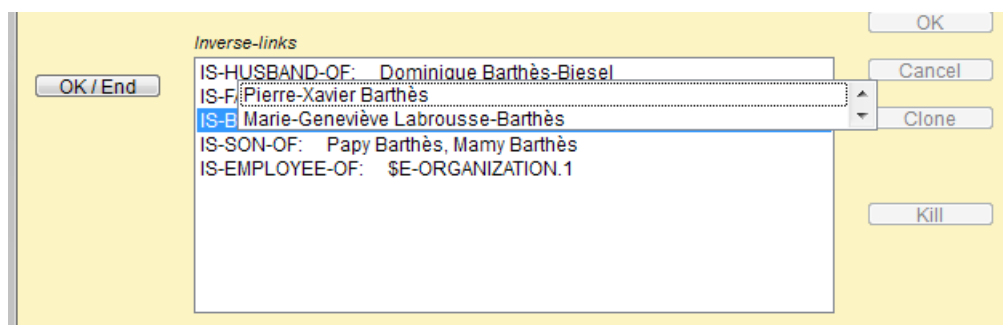 OK
Inverse-links
IS-HUSBAND-OF: Dominique Barthès-Biesel
Cancel
OK / End
IS-F
Pierre-Xavier Barthès
IS-B
Marie-Geneviève Labrousse-Barthès
Clone
IS-SON-OF: Papy Barthès, Mamy Barthès
IS-EMPLOYEE-OF: $E-ORGANIZATION.1
Kill